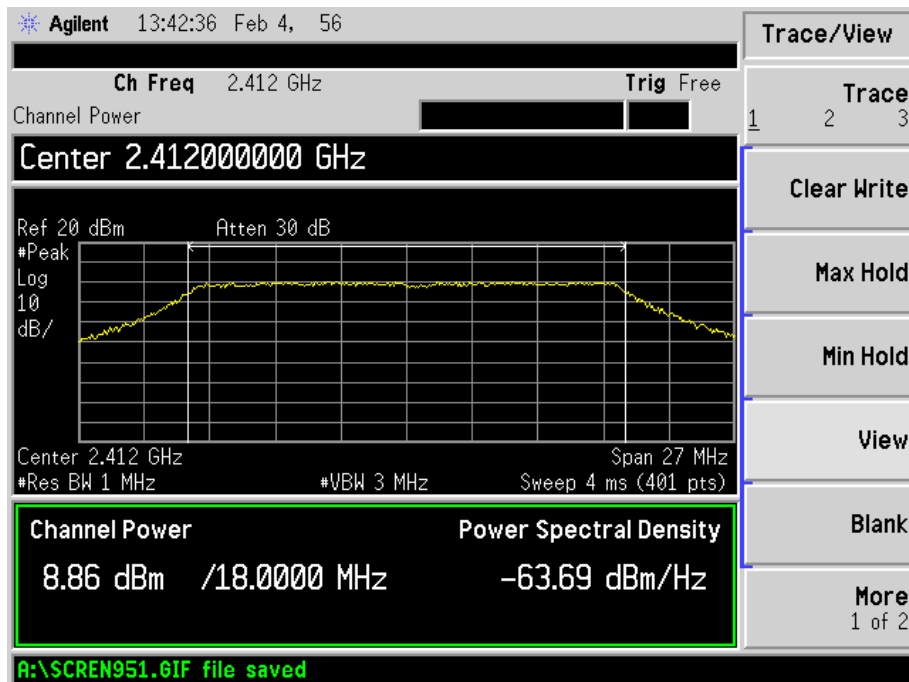 Agilent 13:42:36 Feb 4, 56
Trace/View
Ch Freq 2.412 GHz Trig Free
Channel Power
Trace
1 2 3
Center 2.412000000 GHz
Clear Write
Ref 20 dBm Atten 30 dB
#Peak
Log
10
dB/
Max Hold
Min Hold
View
Center 2.412 GHz Span 27 MHz
#Res BW 1 MHz #VBW 3 MHz Sweep 4 ms (401 pts)
Channel Power Power Spectral Density
Blank
8.86 dBm /18.0000 MHz -63.69 dBm/Hz
More
1 of 2
A:\SCREN951.GIF file saved